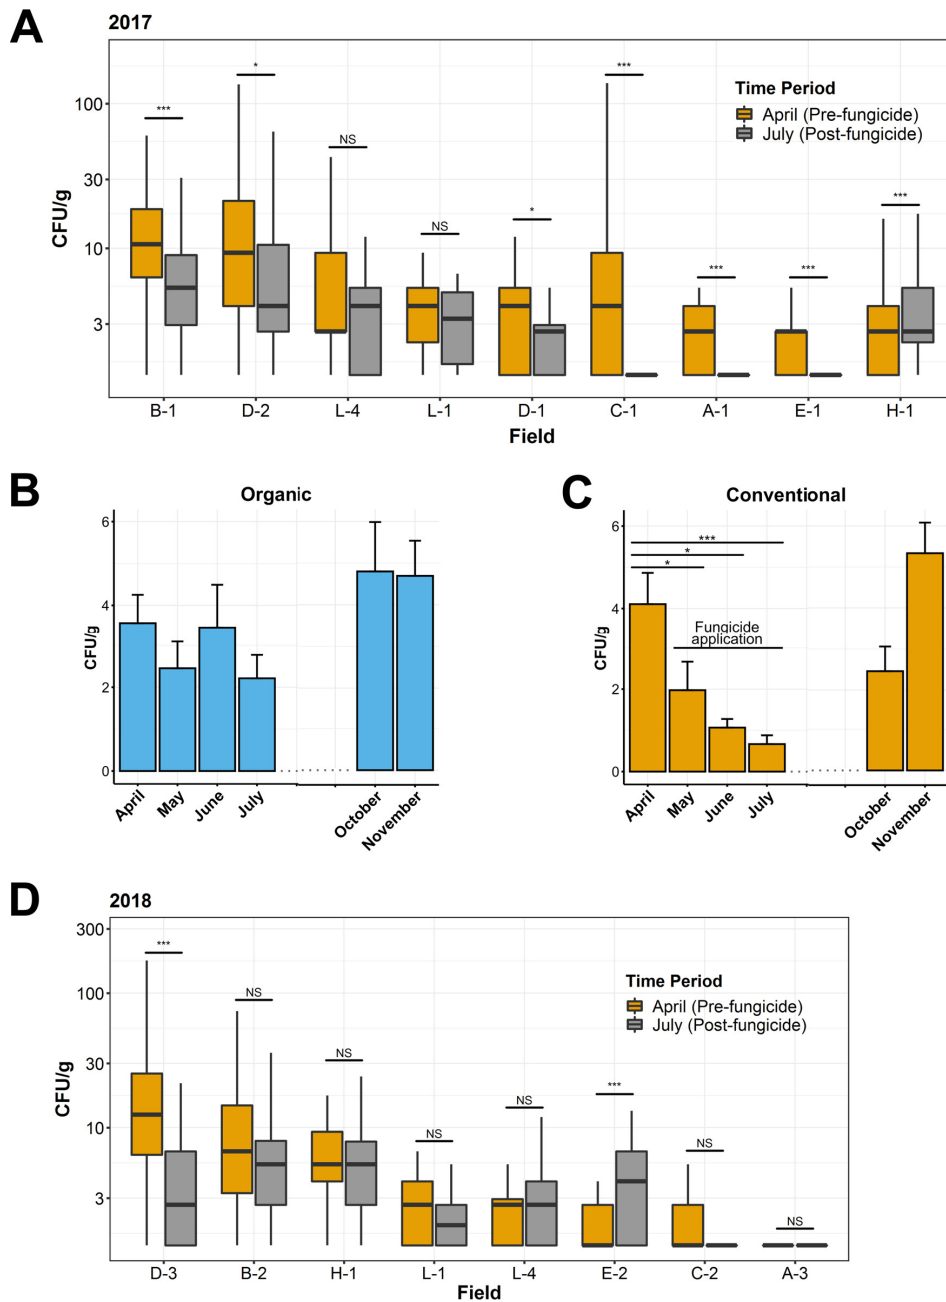 A
2017
CFU/g
100
30
10
3
***
*
NS
NS
*
***
***
***
***
Time Period
April (Pre-fungicide)
July (Post-fungicide)
B-1 D-2 L-4 L-1 D-1 C-1 A-1 E-1 H-1
Field
B
Organic
CFU/g
6
4
2
0
April May June July October November
C
Conventional
CFU/g
6
4
2
0
***
*
*
Fungicide
application
April May June July October November
D
2018
CFU/g
300
100
30
10
3
***
NS
NS
NS
NS
***
NS
NS
Time Period
April (Pre-fungicide)
July (Post-fungicide)
D-3 B-2 H-1 L-1 L-4 E-2 C-2 A-3
Field